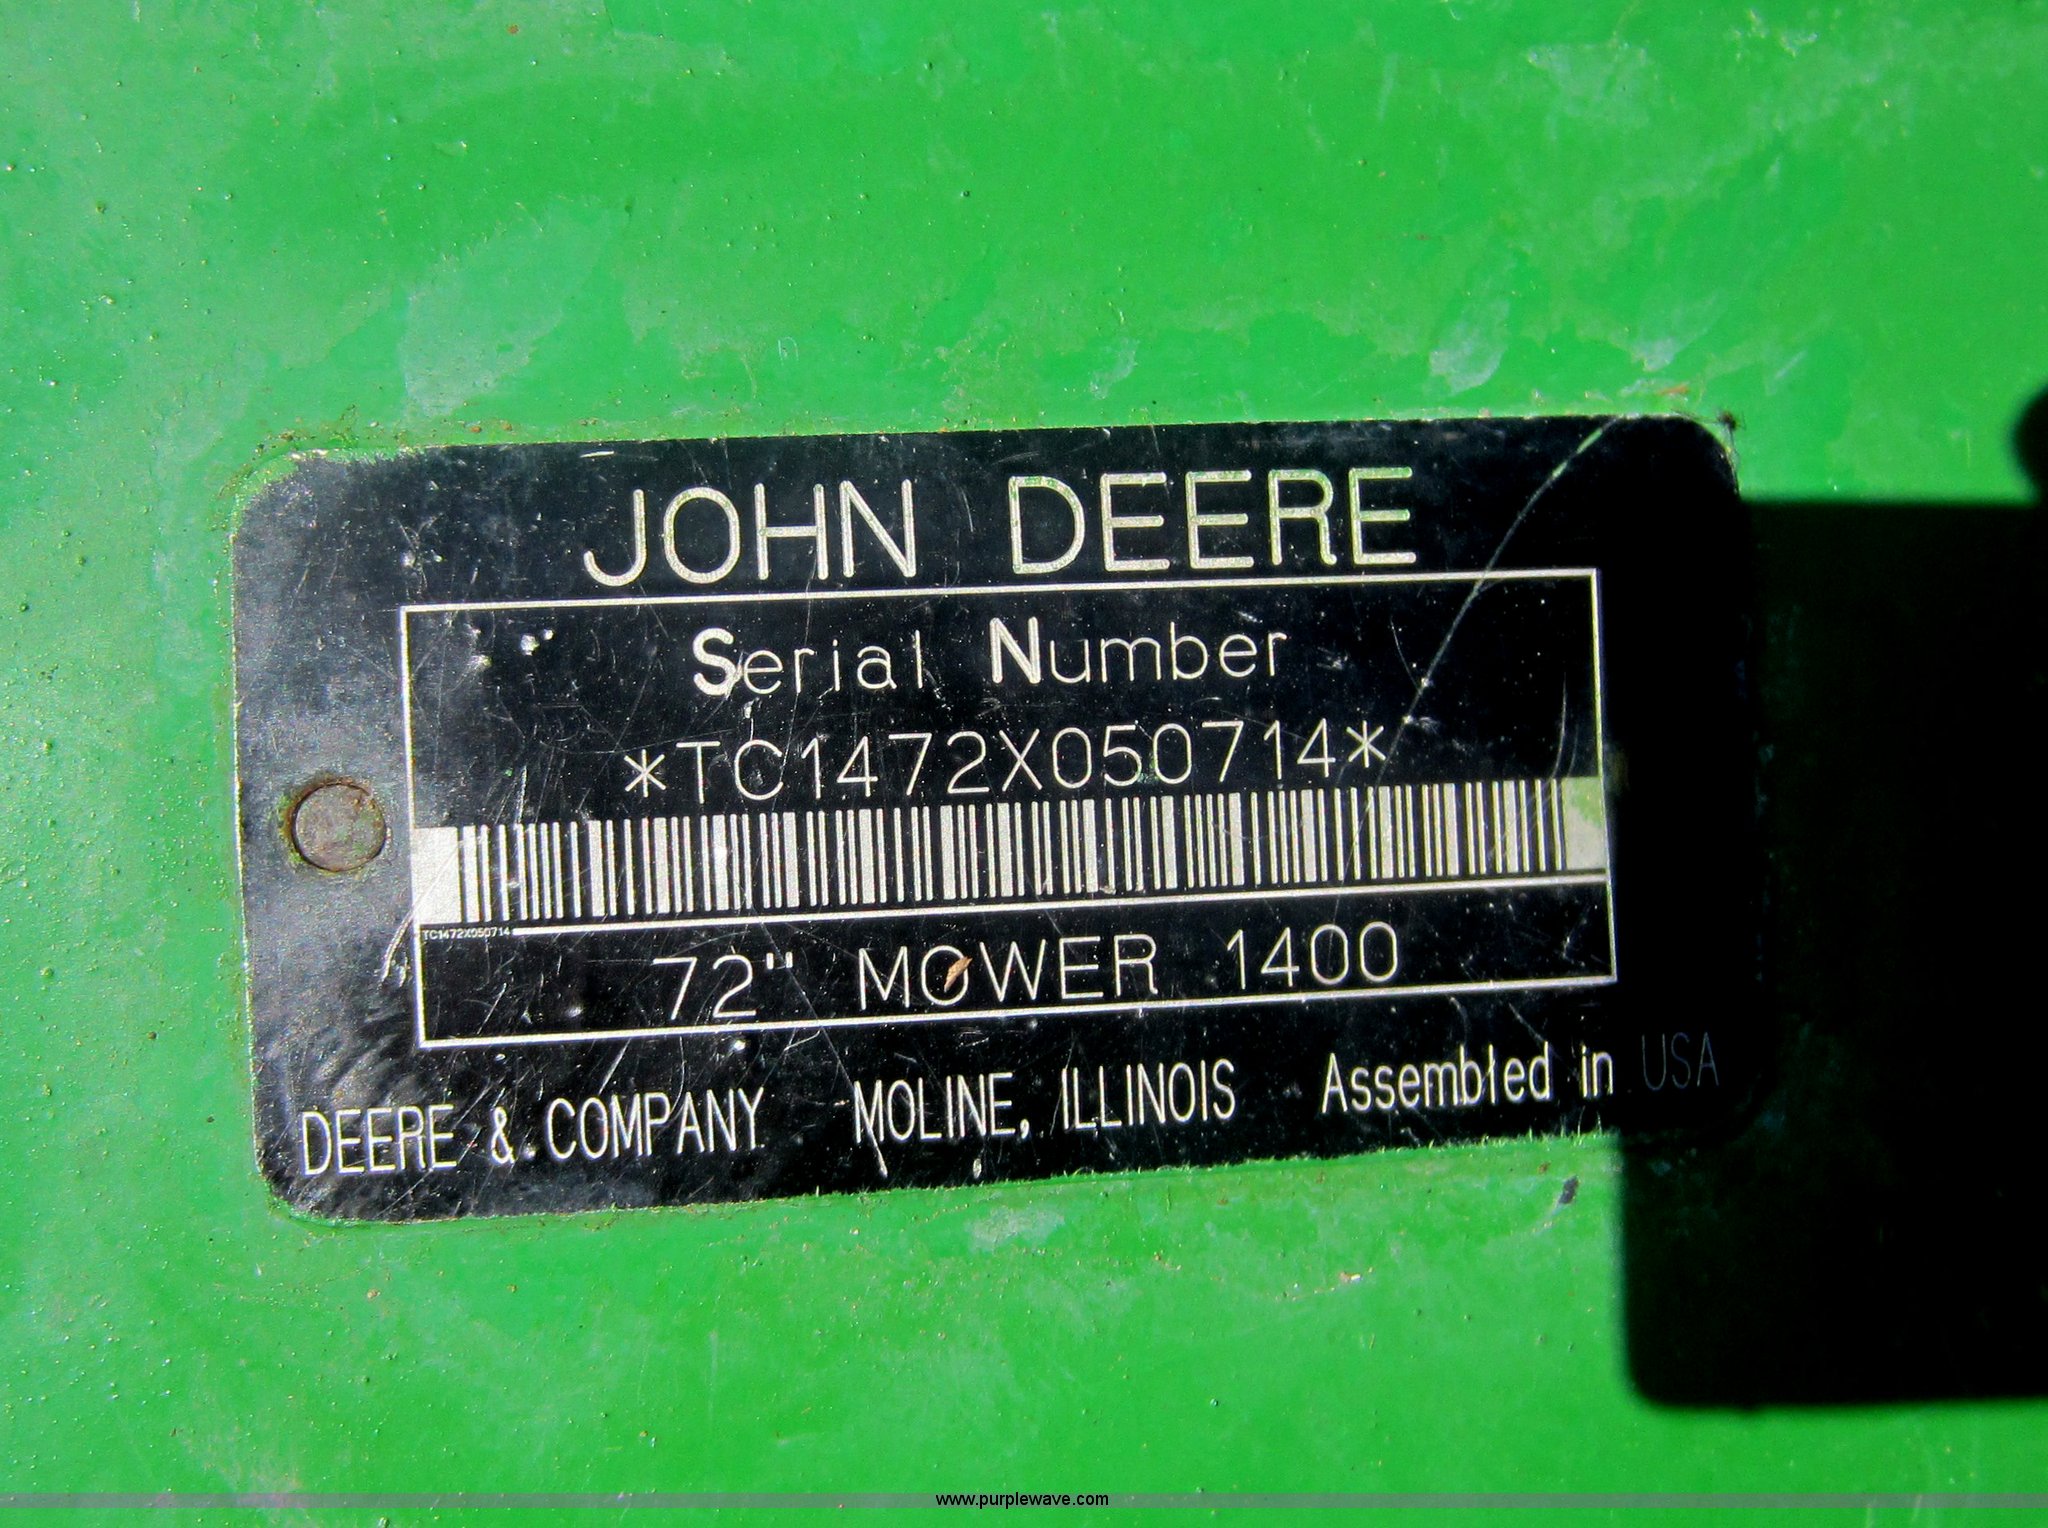 JOHN DEERE
Serial Number
*TC1472X050714*
TC1472X050714
72" MOWER 1400
DEERE & COMPANY MOLINE, ILLINOIS Assembled in USA
www.purplewave.com